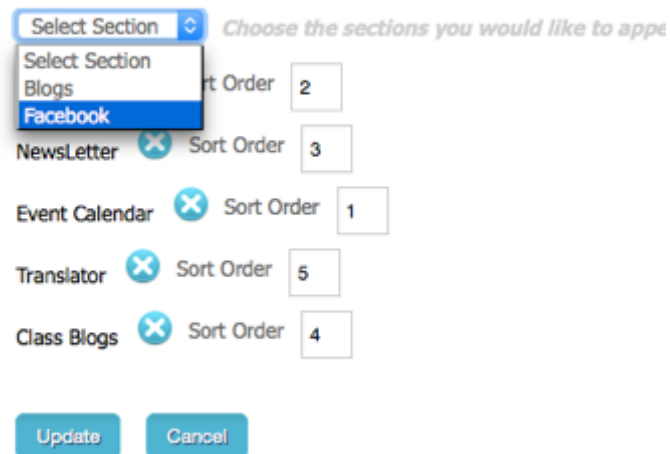 Select Section Choose the sections you would like to appe
Select Section
Blogs
Facebook
Sort Order 2
NewsLetter Sort Order 3
Event Calendar Sort Order 1
Translator Sort Order 5
Class Blogs Sort Order 4
Update Cancel